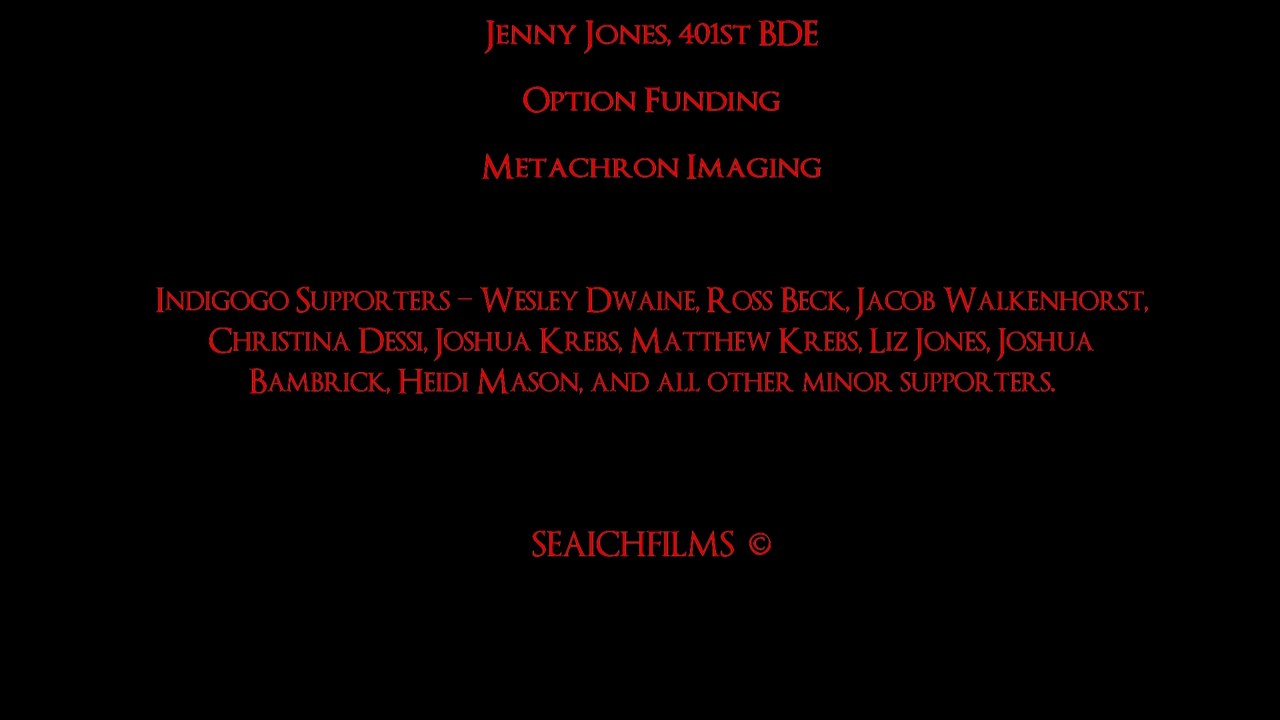 Jenny Jones, 401st BDE
Option Funding
Metachron Imaging
Indigogo Supporters – Wesley Dwaine, Ross Beck, Jacob Walkenhorst,
Christina Dessi, Joshua Krebs, Matthew Krebs, Liz Jones, Joshua
Bambrick, Heidi Mason, and all other minor supporters.
SEAICHFILMS ©